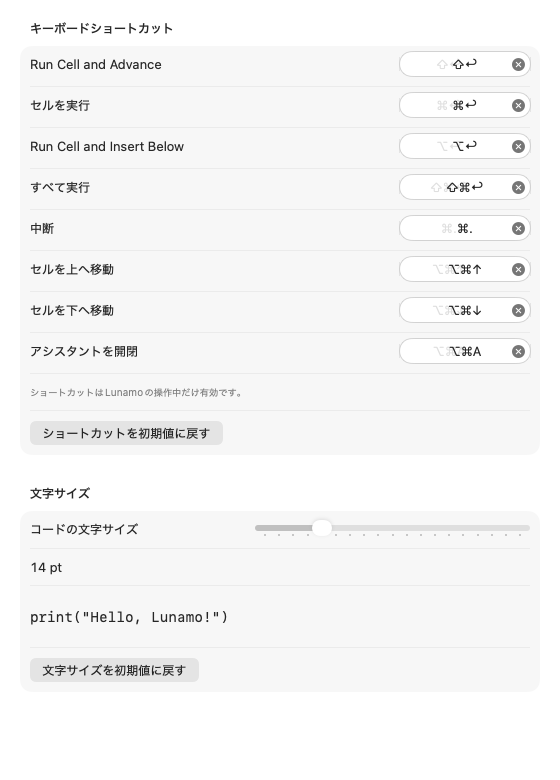 キーボードショートカット
Run Cell and Advance ⇧↩
セルを実行 ⌘↩
Run Cell and Insert Below ⌥↩
すべて実行 ⇧⌘↩
中断 ⌘.
セルを上へ移動 ⌥⌘↑
セルを下へ移動 ⌥⌘↓
アシスタントを開閉 ⌥⌘A
ショートカットはLunamoの操作中だけ有効です。
ショートカットを初期値に戻す
文字サイズ
コードの文字サイズ
14 pt
print("Hello, Lunamo!")
文字サイズを初期値に戻す